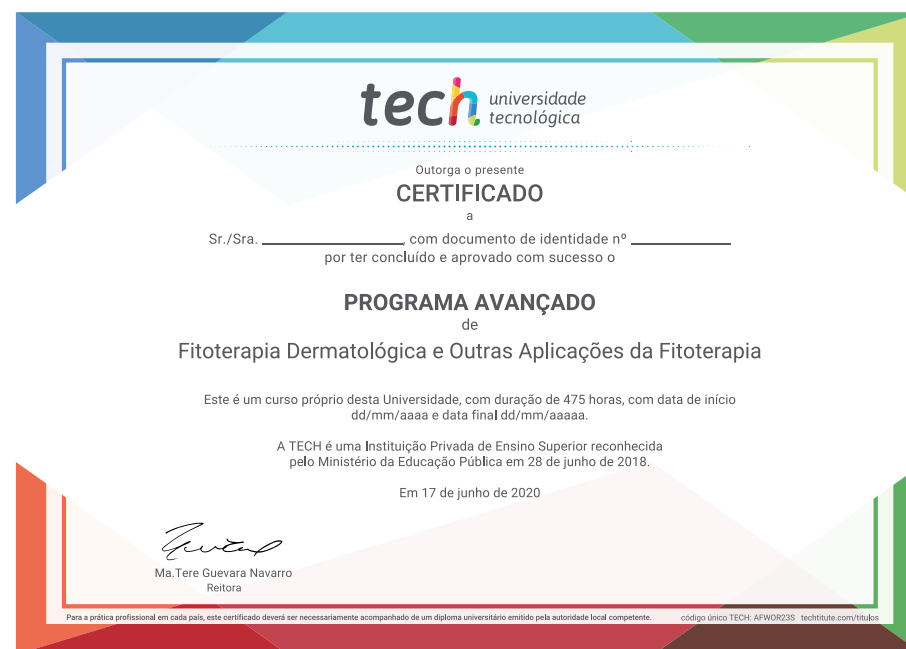 tech universidade
tecnológica
Outorga o presente
CERTIFICADO
a
Sr./Sra. ____________, com documento de identidade nº ____________
por ter concluído e aprovado com sucesso o
PROGRAMA AVANÇADO
de
Fitoterapia Dermatológica e Outras Aplicações da Fitoterapia
Este é um curso próprio desta Universidade, com duração de 475 horas, com data de início
dd/mm/aaaa e data final dd/mm/aaaaa.
A TECH é uma Instituição Privada de Ensino Superior reconhecida
pelo Ministério da Educação Pública em 28 de junho de 2018.
Em 17 de junho de 2020
Ma.Tere Guevara Navarro
Reitora
Para a prática profissional em cada país, este certificado deverá ser necessariamente acompanhado de um diploma universitário emitido pela autoridade local competente. código único TECH: AFWOR23S techtitute.com/titulos